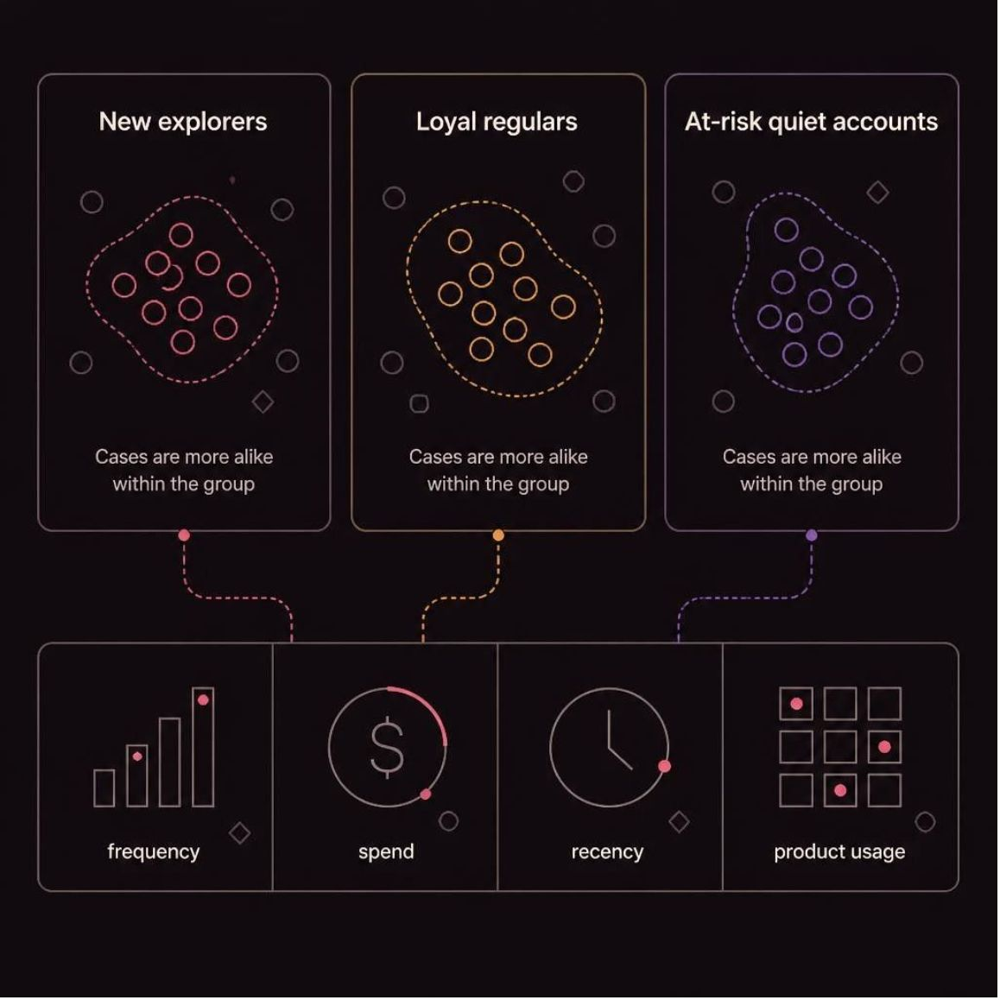 New explorers
Loyal regulars
At-risk quiet accounts
Cases are more alike
within the group
Cases are more alike
within the group
Cases are more alike
within the group
$
frequency
spend
recency
product usage